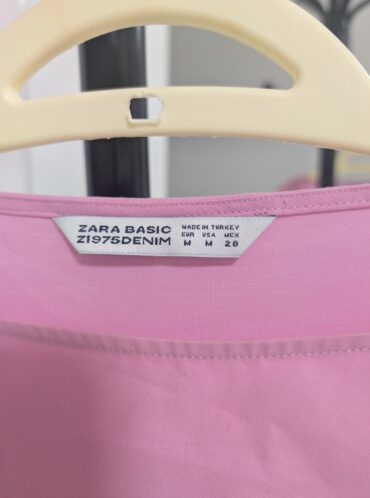 ZARA BASIC
Z1975DENIM
MADE IN TURKEY
EUR USA MEX
M M 28